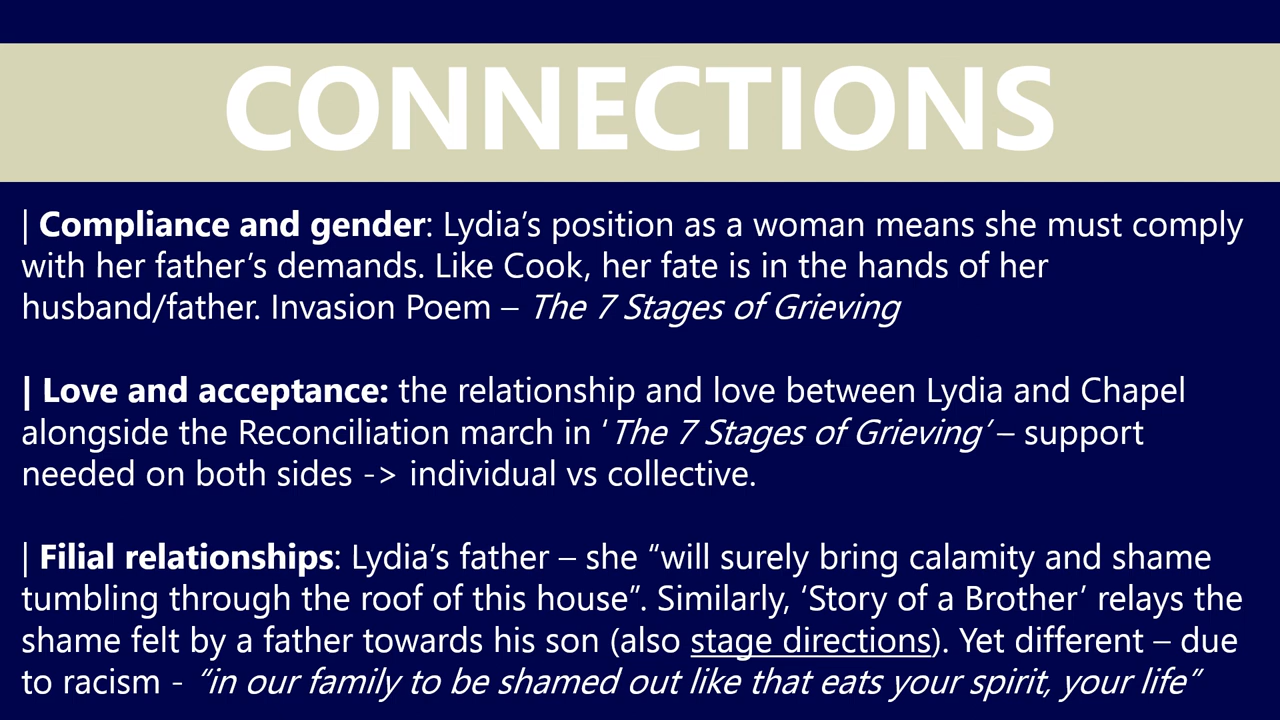 CONNECTIONS
| Compliance and gender: Lydia’s position as a woman means she must comply
with her father’s demands. Like Cook, her fate is in the hands of her
husband/father. Invasion Poem – The 7 Stages of Grieving
| Love and acceptance: the relationship and love between Lydia and Chapel
alongside the Reconciliation march in ‘The 7 Stages of Grieving’ – support
needed on both sides -> individual vs collective.
| Filial relationships: Lydia’s father – she “will surely bring calamity and shame
tumbling through the roof of this house”. Similarly, ‘Story of a Brother’ relays the
shame felt by a father towards his son (also stage directions). Yet different – due
to racism - “in our family to be shamed out like that eats your spirit, your life”